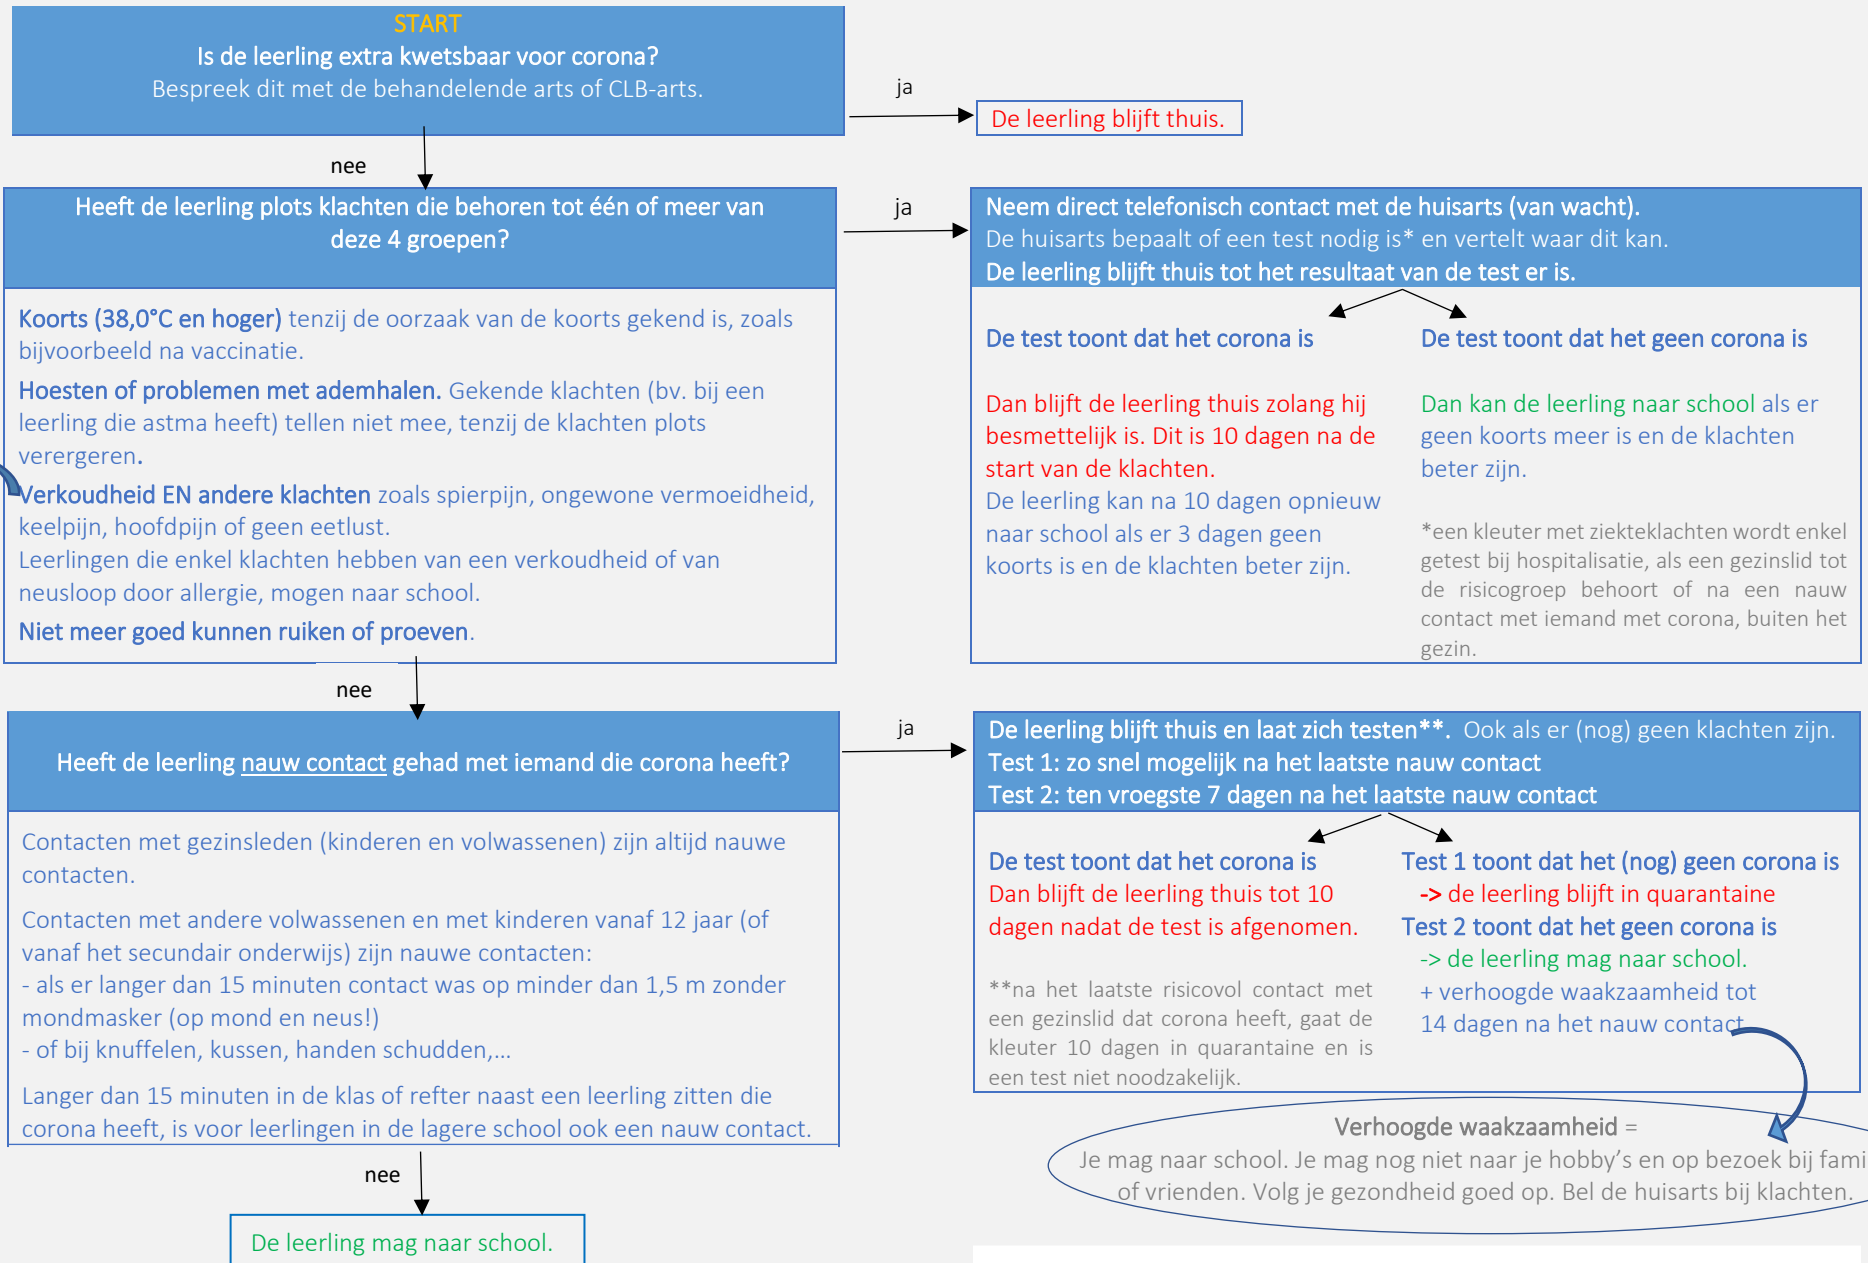 START
Is de leerling extra kwetsbaar voor corona?
Bespreek dit met de behandelende arts of CLB-arts.
ja
De leerling blijft thuis.
nee
Heeft de leerling plots klachten die behoren tot één of meer van
deze 4 groepen?
Koorts (38,0°C en hoger) tenzij de oorzaak van de koorts gekend is, zoals
bijvoorbeeld na vaccinatie.
Hoesten of problemen met ademhalen. Gekende klachten (bv. bij een
leerling die astma heeft) tellen niet mee, tenzij de klachten plots
verergeren.
Verkoudheid EN andere klachten zoals spierpijn, ongewone vermoeidheid,
keelpijn, hoofdpijn of geen eetlust.
Leerlingen die enkel klachten hebben van een verkoudheid of van
neusloop door allergie, mogen naar school.
Niet meer goed kunnen ruiken of proeven.
ja
Neem direct telefonisch contact met de huisarts (van wacht).
De huisarts bepaalt of een test nodig is* en vertelt waar dit kan.
De leerling blijft thuis tot het resultaat van de test er is.
De test toont dat het corona is
Dan blijft de leerling thuis zolang hij
besmettelijk is. Dit is 10 dagen na de
start van de klachten.
De leerling kan na 10 dagen opnieuw
naar school als er 3 dagen geen
koorts is en de klachten beter zijn.
De test toont dat het geen corona is
Dan kan de leerling naar school als er
geen koorts meer is en de klachten
beter zijn.
*een kleuter met ziekteklachten wordt enkel
getest bij hospitalisatie, als een gezinslid tot
de risicogroep behoort of na een nauw
contact met iemand met corona, buiten het
gezin.
nee
Heeft de leerling nauw contact gehad met iemand die corona heeft?
Contacten met gezinsleden (kinderen en volwassenen) zijn altijd nauwe
contacten.
Contacten met andere volwassenen en met kinderen vanaf 12 jaar (of
vanaf het secundair onderwijs) zijn nauwe contacten:
- als er langer dan 15 minuten contact was op minder dan 1,5 m zonder
mondmasker (op mond en neus!)
- of bij knuffelen, kussen, handen schudden,…
Langer dan 15 minuten in de klas of refter naast een leerling zitten die
corona heeft, is voor leerlingen in de lagere school ook een nauw contact.
ja
De leerling blijft thuis en laat zich testen**. Ook als er (nog) geen klachten zijn.
Test 1: zo snel mogelijk na het laatste nauw contact
Test 2: ten vroegste 7 dagen na het laatste nauw contact
De test toont dat het corona is
Dan blijft de leerling thuis tot 10
dagen nadat de test is afgenomen.
**na het laatste risicovol contact met
een gezinslid dat corona heeft, gaat de
kleuter 10 dagen in quarantaine en is
een test niet noodzakelijk.
Test 1 toont dat het (nog) geen corona is
-> de leerling blijft in quarantaine
Test 2 toont dat het geen corona is
-> de leerling mag naar school.
+ verhoogde waakzaamheid tot
14 dagen na het nauw contact
Verhoogde waakzaamheid =
Je mag naar school. Je mag nog niet naar je hobby's en op bezoek bij fami
of vrienden. Volg je gezondheid goed op. Bel de huisarts bij klachten.
nee
De leerling mag naar school.